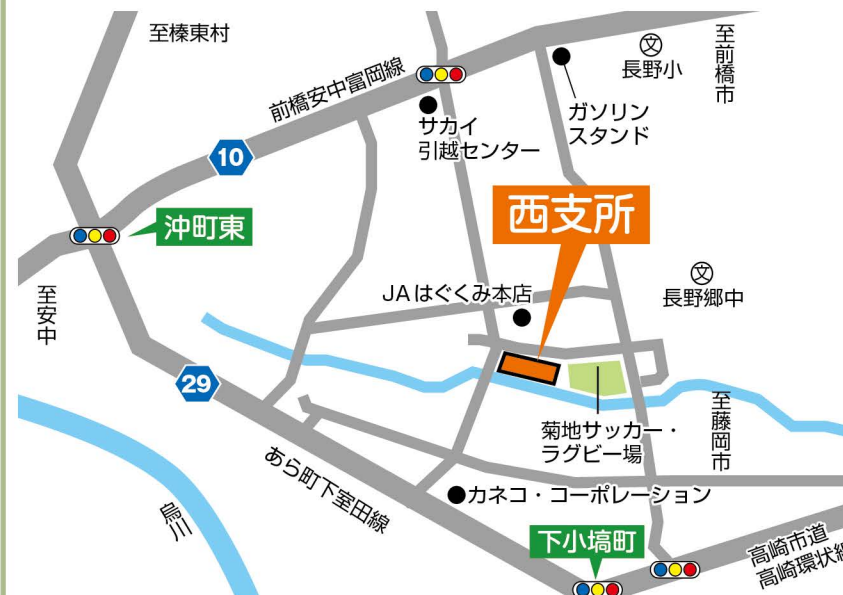 至榛東村
前橋安中富岡線
文
長野小
至前橋市
サカイ
引越センター
ガソリン
スタンド
10
沖町東
西支所
至安中
JAはぐくみ本店
文
長野郷中
29
菊地サッカー・
ラグビー場
至藤岡市
烏川
あら町下室田線
カネコ・コーポレーション
下小塙町
高崎市道
高崎環状線